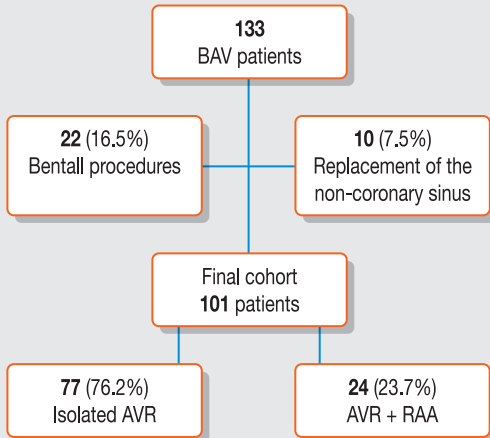 133
BAV patients
22 (16.5%)
Bentall procedures
10 (7.5%)
Replacement of the
non-coronary sinus
Final cohort
101 patients
77 (76.2%)
Isolated AVR
24 (23.7%)
AVR + RAA